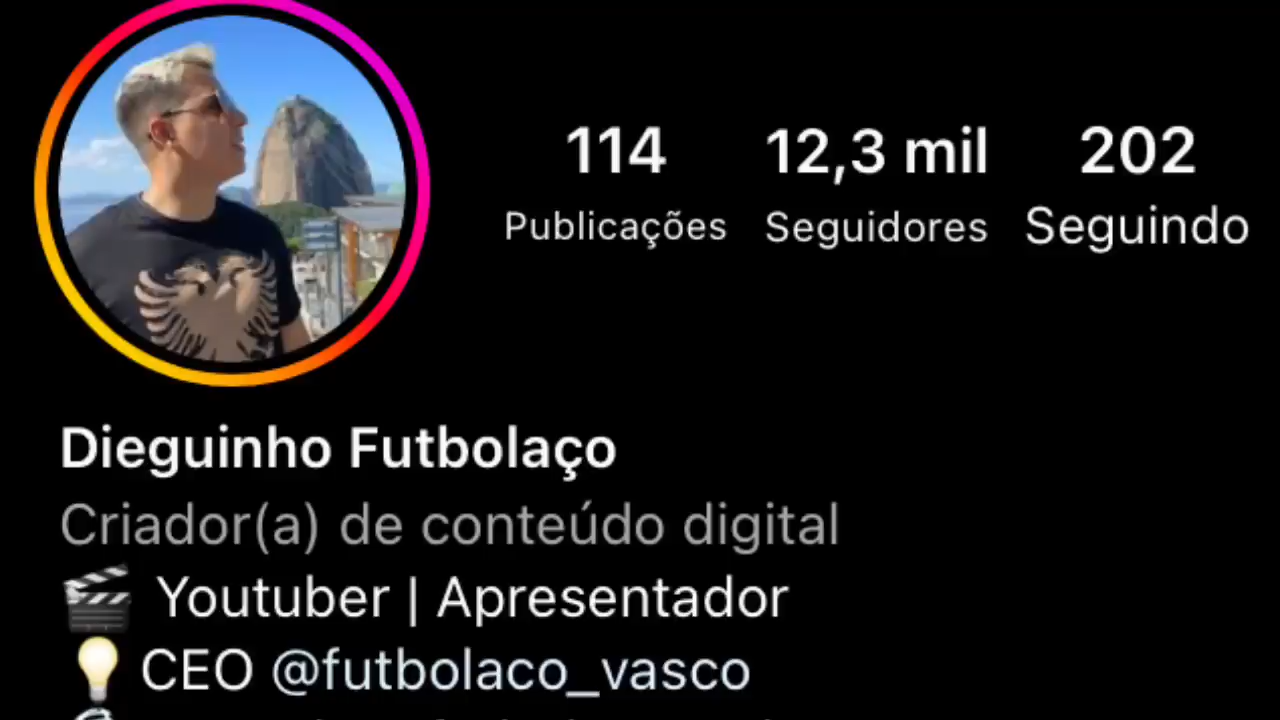 114 12,3 mil 202
Publicações Seguidores Seguindo
Dieguinho Futbolaço
Criador(a) de conteúdo digital
🎬 Youtuber | Apresentador
💡 CEO @futbolaco_vasco